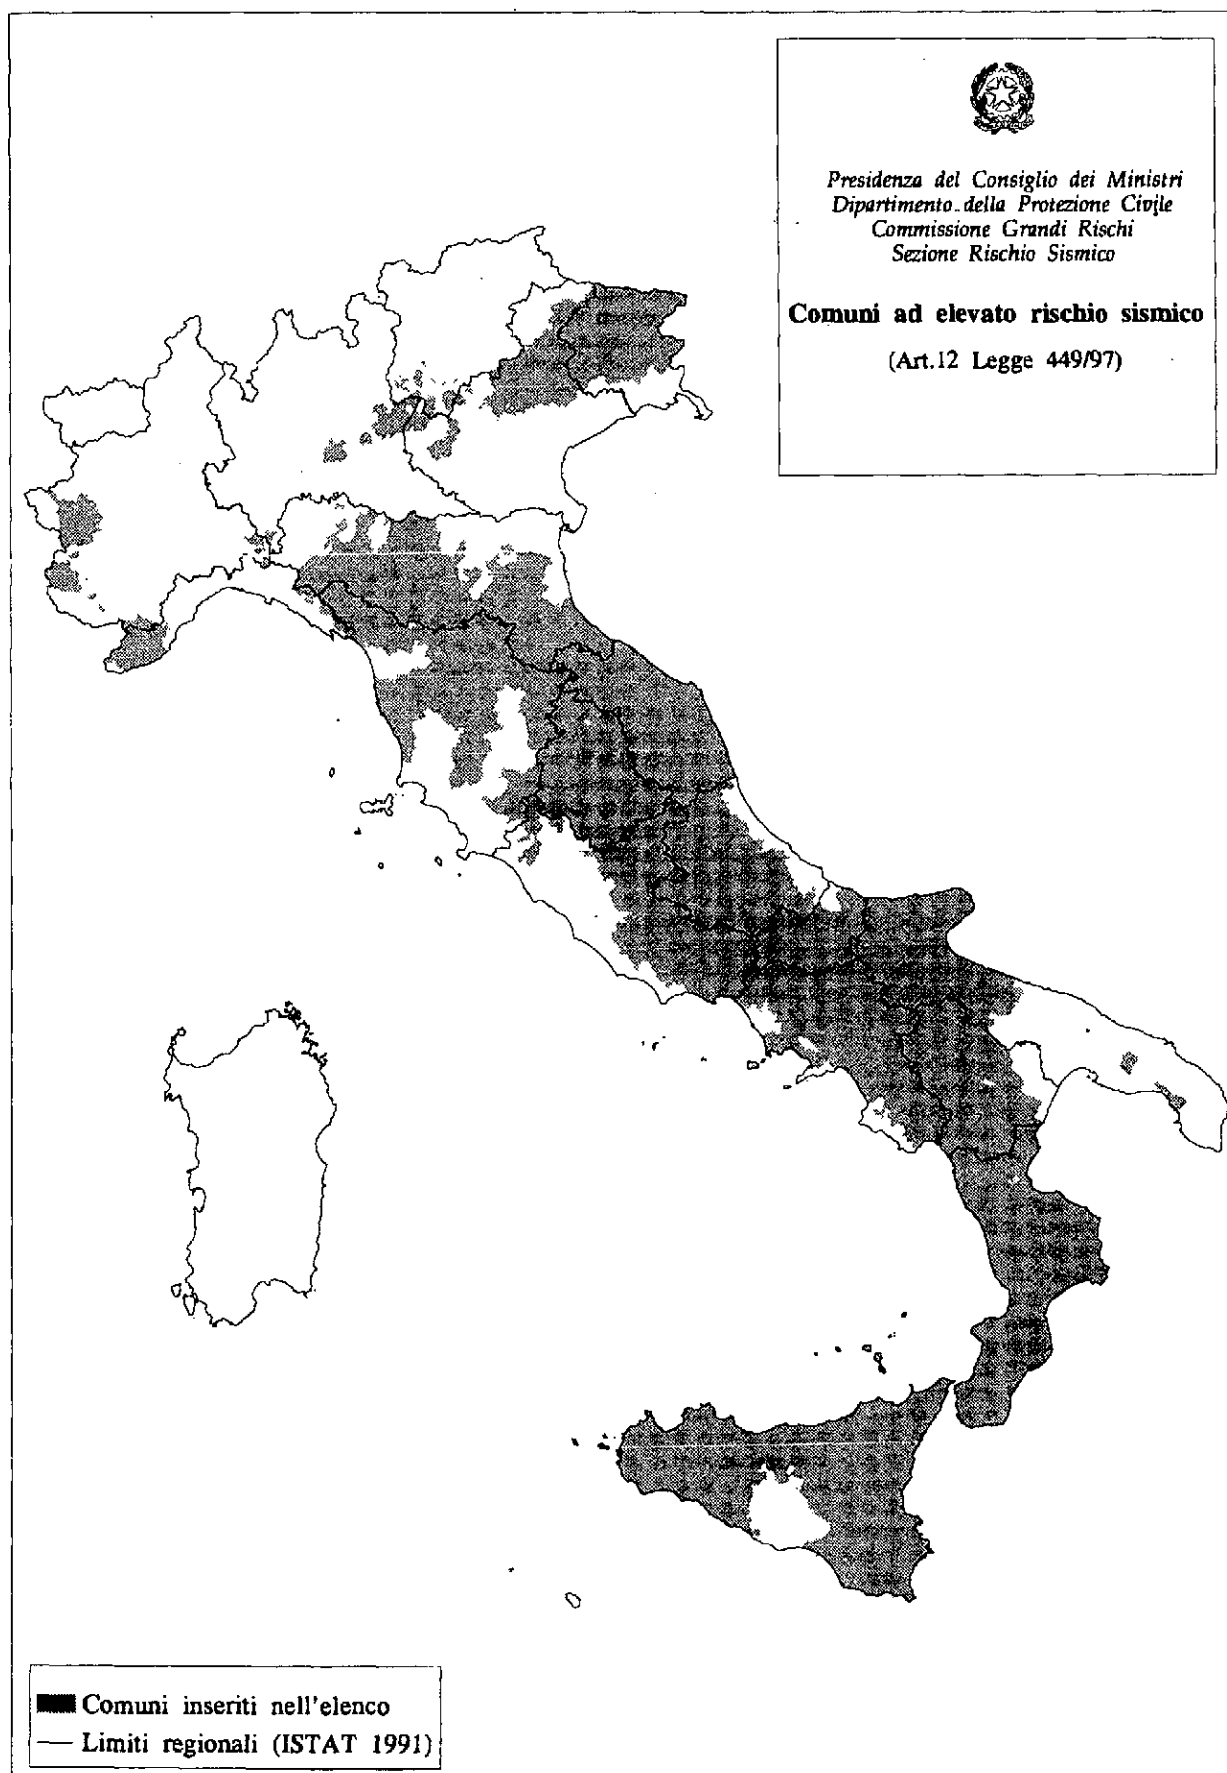 Presidenza del Consiglio dei Ministri
Dipartimento della Protezione Civile
Commissione Grandi Rischi
Sezione Rischio Sismico
Comuni ad elevato rischio sismico
(Art.12 Legge 449/97)
Comuni inseriti nell'elenco
Limiti regionali (ISTAT 1991)